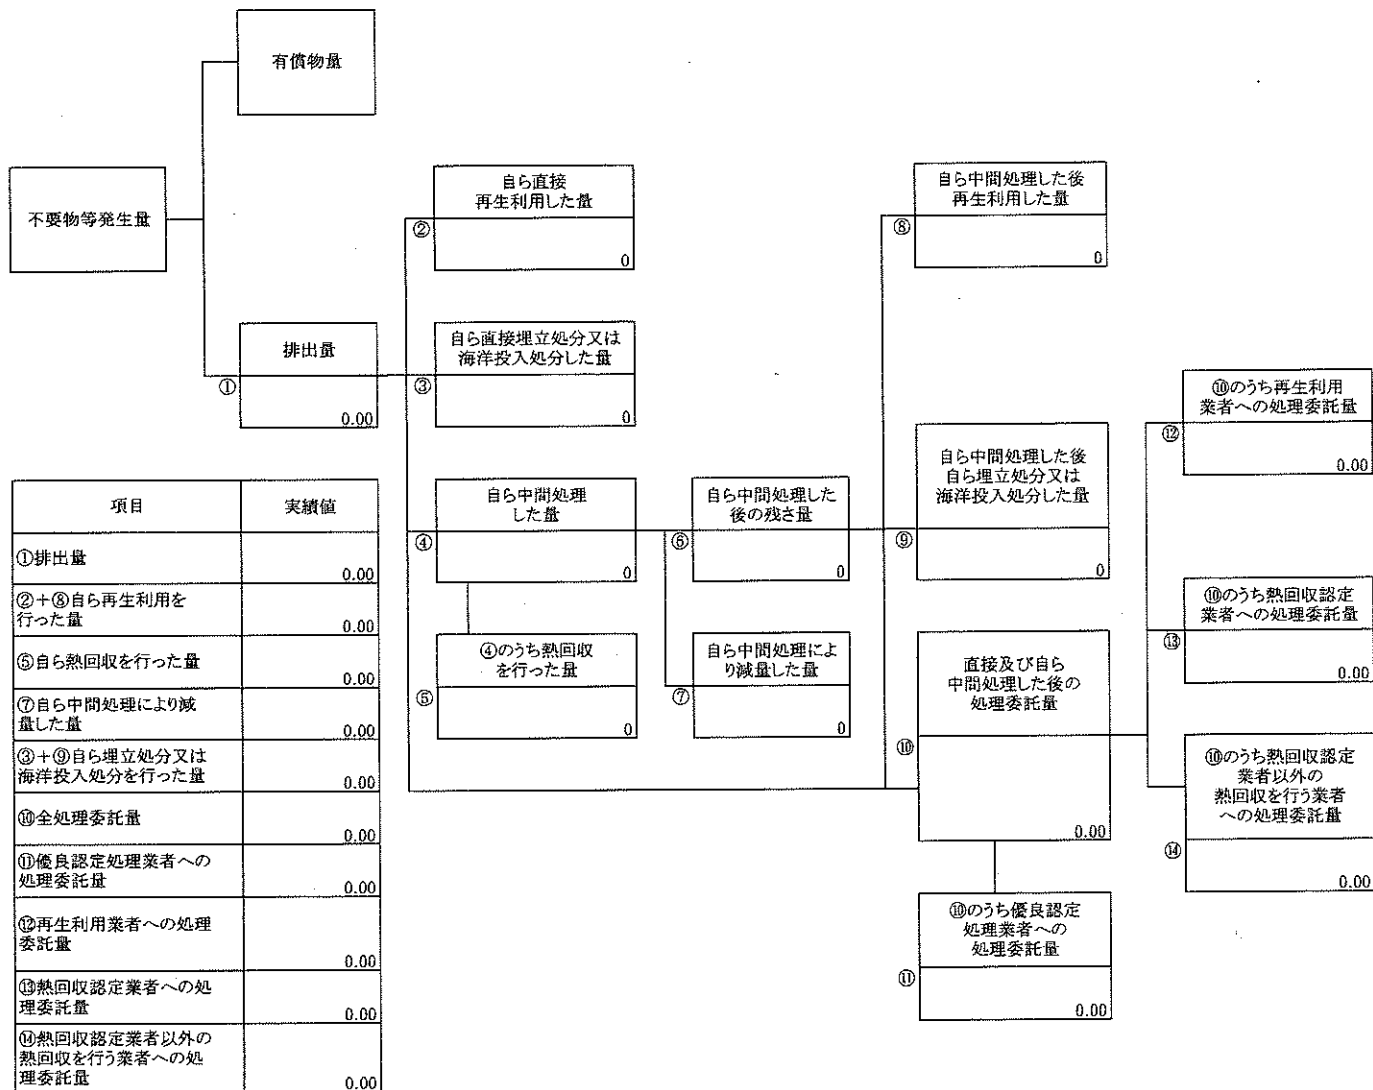 有償物量
不要物等発生量
自ら直接
再生利用した量
②
0
自ら中間処理した後
再生利用した量
⑧
0
排出量
①
0.00
自ら直接埋立処分又は
海洋投入処分した量
③
0
⑩のうち再生利用
業者への処理委託量
⑫
0.00
自ら中間処理
した量
④
0
自ら中間処理した
後の残さ量
⑥
0
自ら中間処理した後
自ら埋立処分又は
海洋投入処分した量
⑨
0
⑩のうち熱回収認定
業者への処理委託量
⑬
0.00
④のうち熱回収
を行った量
⑤
0
自ら中間処理によ
り減量した量
⑦
0
直接及び自ら
中間処理した後の
処理委託量
⑩
0.00
⑩のうち熱回収認定
業者以外の
熱回収を行う業者
への処理委託量
⑭
0.00
⑩のうち優良認定
処理業者への
処理委託量
⑪
0.00
項目 実績値
①排出量 0.00
②+⑧自ら再生利用を
行った量 0.00
⑤自ら熱回収を行った量 0.00
⑦自ら中間処理により減
量した量 0.00
③+⑨自ら埋立処分又は
海洋投入処分を行った量 0.00
⑩全処理委託量 0.00
⑪優良認定処理業者への
処理委託量 0.00
⑫再生利用業者への処理
委託量 0.00
⑬熱回収認定業者への処
理委託量 0.00
⑭熱回収認定業者以外の
熱回収を行う業者への処
理委託量 0.00